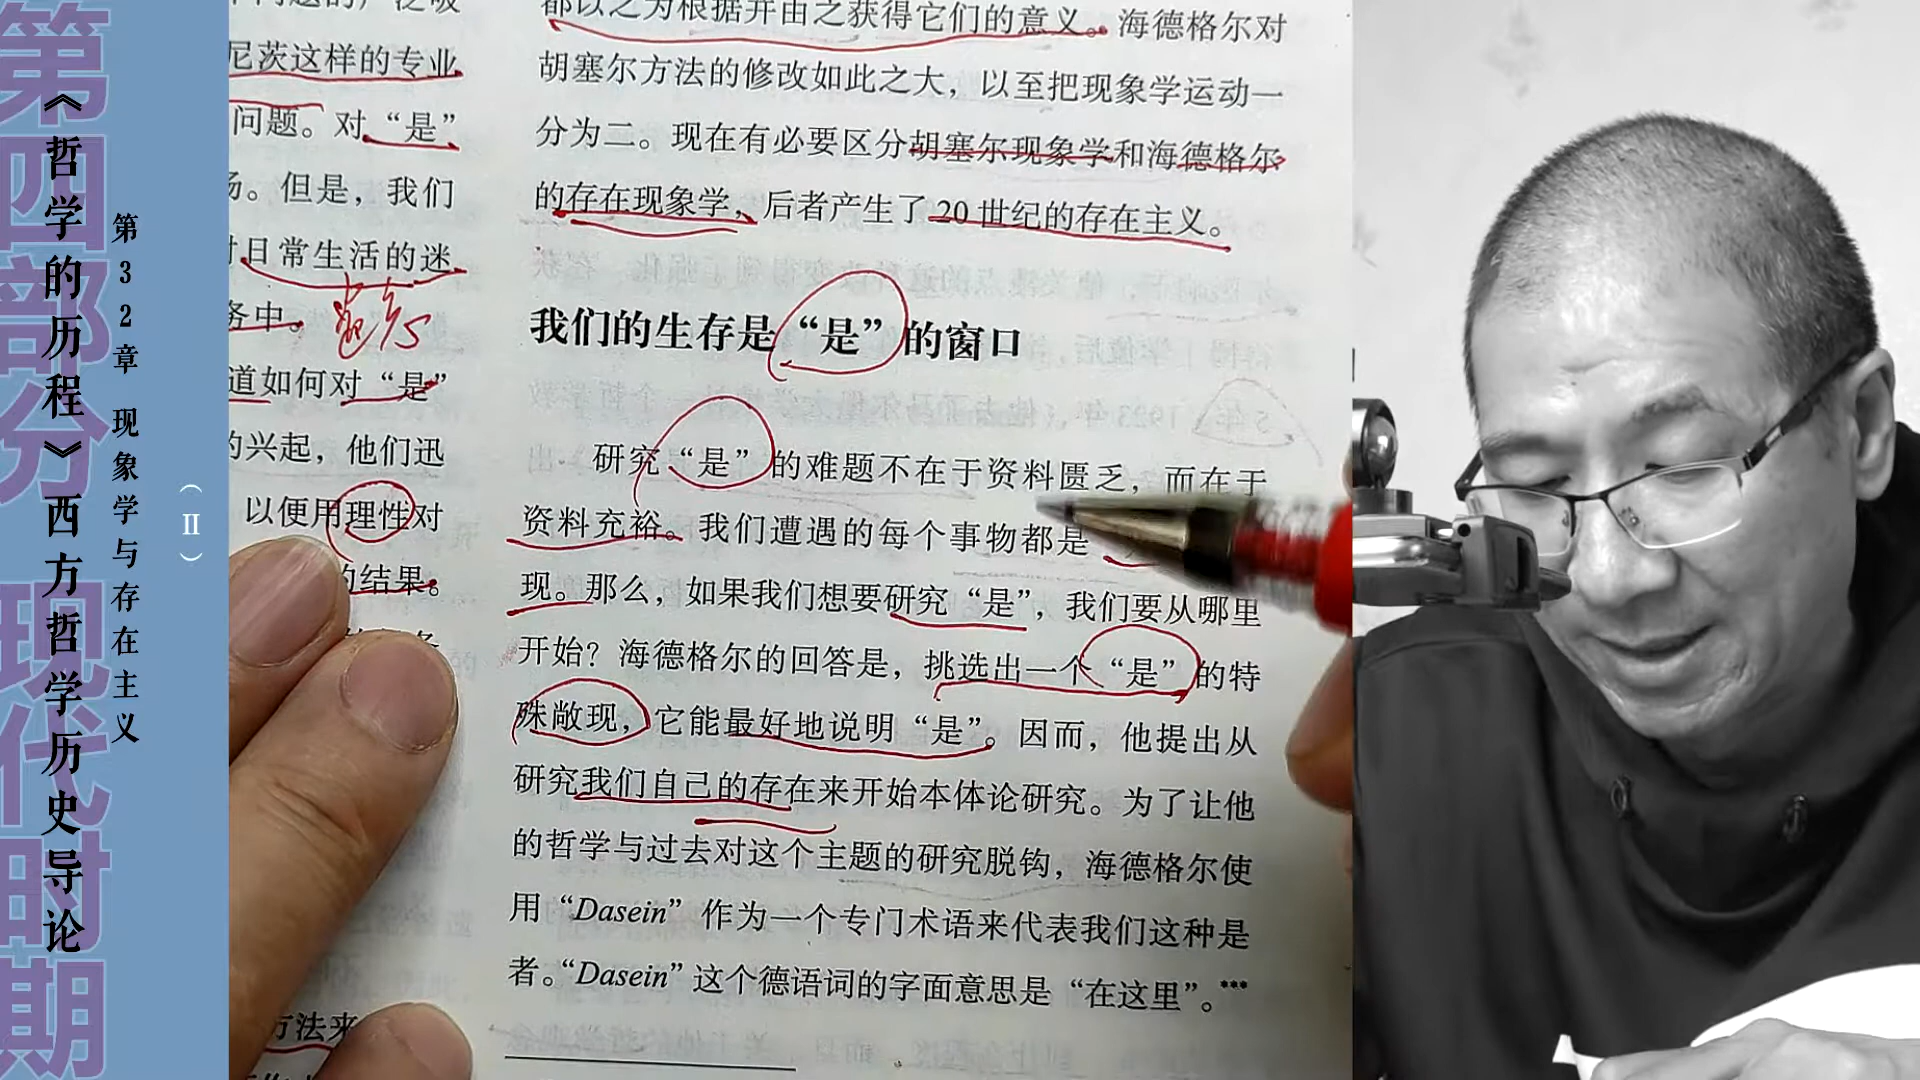 第四部分 现代时期
《哲学的历程》西方哲学历史导论
第32章 现象学与存在主义
（Ⅱ）
尼茨这样的专业
问题。对“是”
场。但是，我们
对日常生活的迷
务中。
道如何对“是”
的兴起，他们迅
以便用理性对
的结果。
方法来
都以之为根据并由之获得它们的意义。海德格尔对
胡塞尔方法的修改如此之大，以至把现象学运动一
分为二。现在有必要区分胡塞尔现象学和海德格尔
的存在现象学，后者产生了20世纪的存在主义。
我们的生存是“是”的窗口
研究“是”的难题不在于资料匮乏，而在于
资料充裕。我们遭遇的每个事物都是
现。那么，如果我们想要研究“是”，我们要从哪里
开始？海德格尔的回答是，挑选出一个“是”的特
殊敞现，它能最好地说明“是”。因而，他提出从
研究我们自己的存在来开始本体论研究。为了让他
的哲学与过去对这个主题的研究脱钩，海德格尔使
用“Dasein”作为一个专门术语来代表我们这种是
者。“Dasein”这个德语词的字面意思是“在这里”。***